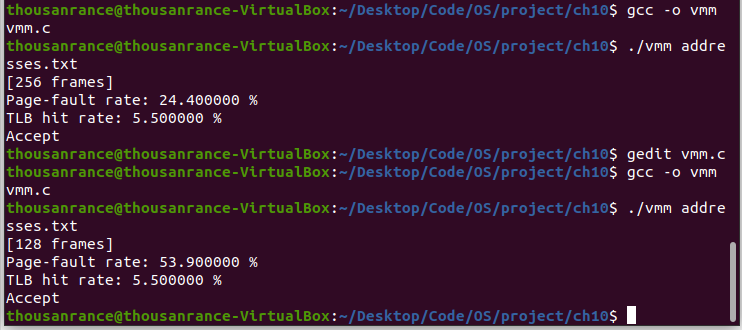 thousanrance@thousanrance-VirtualBox:~/Desktop/Code/OS/project/ch10$ gcc -o vmm
vmm.c
thousanrance@thousanrance-VirtualBox:~/Desktop/Code/OS/project/ch10$ ./vmm addre
sses.txt
[256 frames]
Page-fault rate: 24.400000 %
TLB hit rate: 5.500000 %
Accept
thousanrance@thousanrance-VirtualBox:~/Desktop/Code/OS/project/ch10$ gedit vmm.c
thousanrance@thousanrance-VirtualBox:~/Desktop/Code/OS/project/ch10$ gcc -o vmm
vmm.c
thousanrance@thousanrance-VirtualBox:~/Desktop/Code/OS/project/ch10$ ./vmm addre
sses.txt
[128 frames]
Page-fault rate: 53.900000 %
TLB hit rate: 5.500000 %
Accept
thousanrance@thousanrance-VirtualBox:~/Desktop/Code/OS/project/ch10$